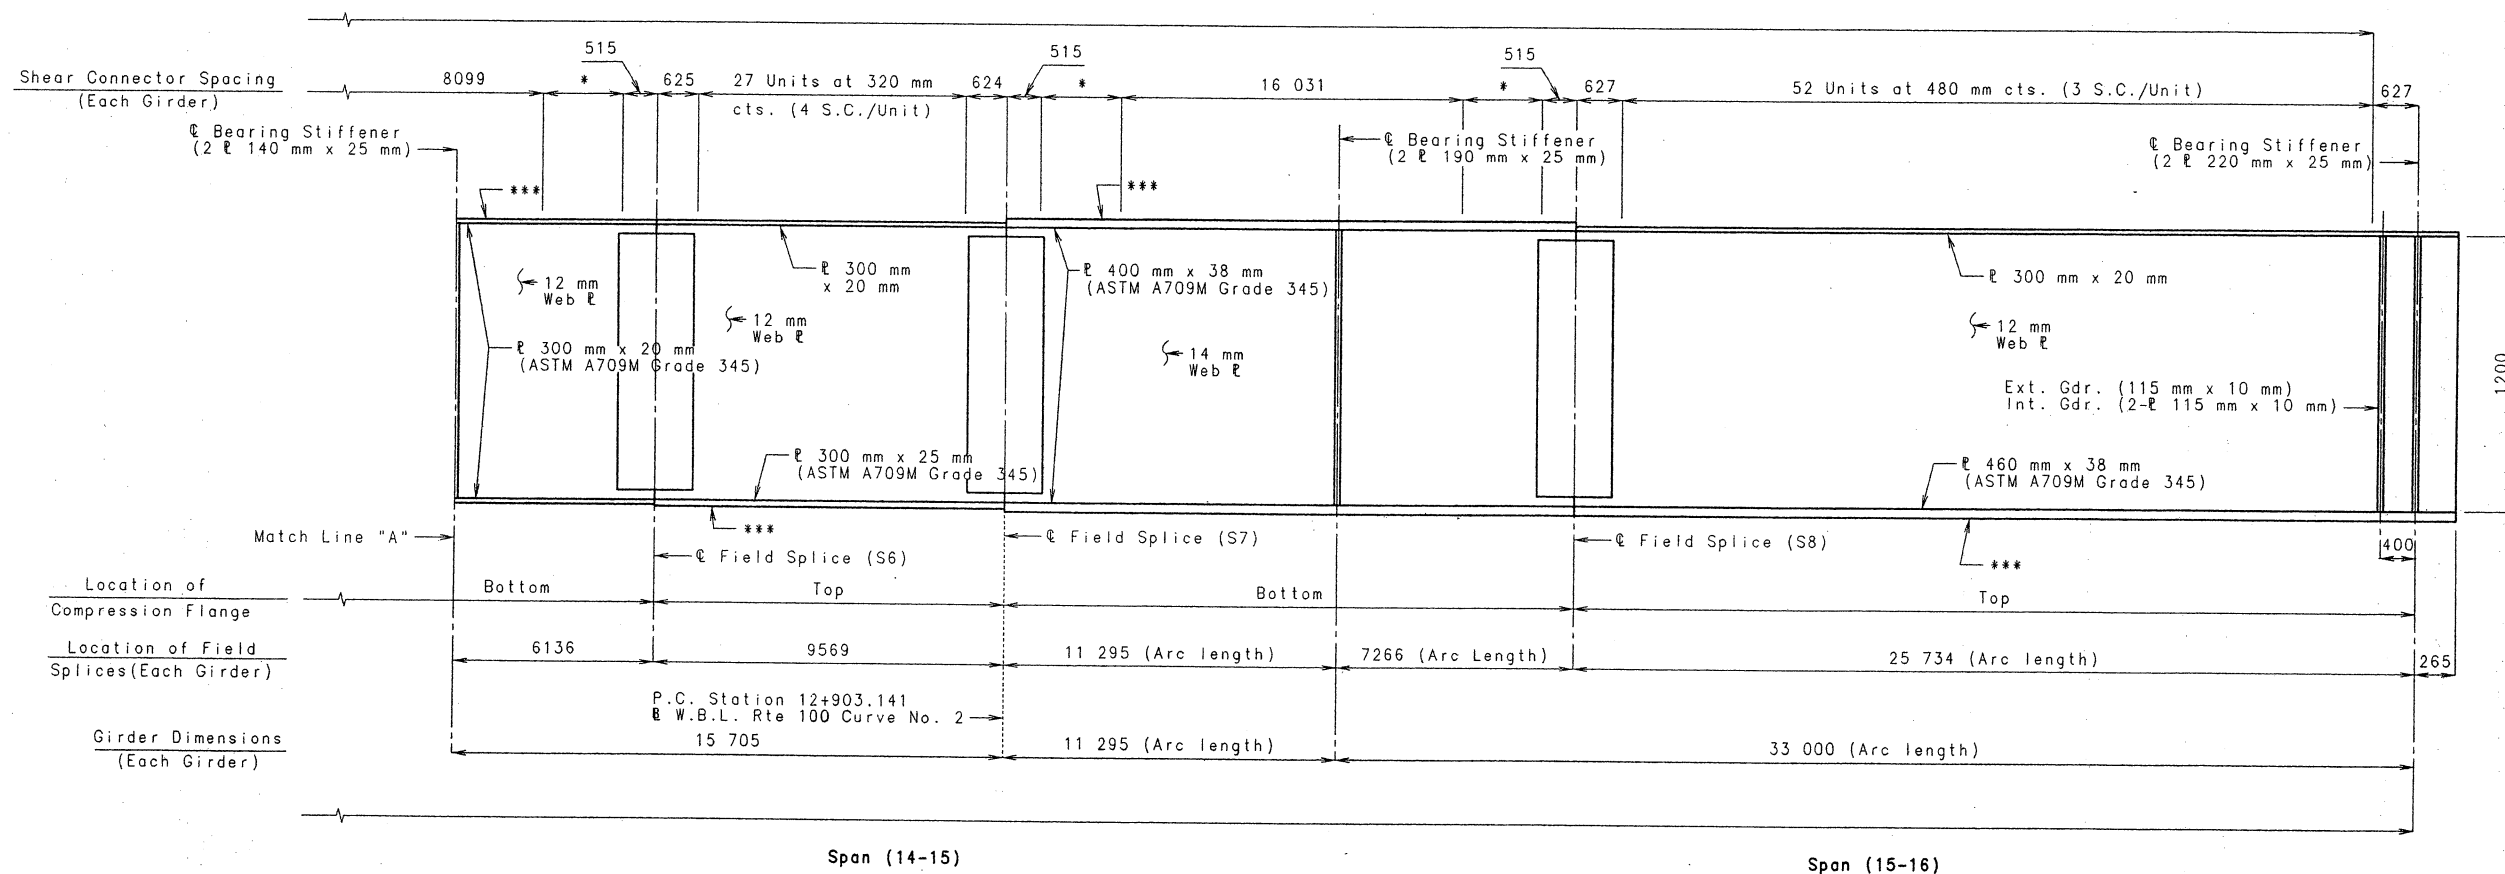 515
515
515
Shear Connector Spacing
(Each Girder)
8099
*
625
27 Units at 320 mm
cts. (4 S.C./Unit)
624
*
16 031
*
627
52 Units at 480 mm cts. (3 S.C./Unit)
627
℄ Bearing Stiffener
(2 ℄ 140 mm x 25 mm)
℄ Bearing Stiffener
(2 ℄ 190 mm x 25 mm)
℄ Bearing Stiffener
(2 ℄ 220 mm x 25 mm)
***
***
12 mm
Web ℄
℄ 300 mm
x 20 mm
12 mm
Web ℄
℄ 300 mm x 20 mm
(ASTM A709M Grade 345)
℄ 400 mm x 38 mm
(ASTM A709M Grade 345)
14 mm
Web ℄
℄ 300 mm x 20 mm
12 mm
Web ℄
1200
Ext. Gdr. (115 mm x 10 mm)
Int. Gdr. (2-℄ 115 mm x 10 mm)
℄ 300 mm x 25 mm
(ASTM A709M Grade 345)
℄ 460 mm x 38 mm
(ASTM A709M Grade 345)
***
***
Match Line "A"
℄ Field Splice (S6)
℄ Field Splice (S7)
℄ Field Splice (S8)
400
Location of
Compression Flange
Bottom
Top
Bottom
Top
Location of Field
Splices(Each Girder)
6136
9569
11 295 (Arc length)
7266 (Arc Length)
25 734 (Arc length)
265
P.C. Station 12+903.141
W.B.L. Rte 100 Curve No. 2
Girder Dimensions
(Each Girder)
15 705
11 295 (Arc length)
33 000 (Arc length)
Span (14-15)
Span (15-16)